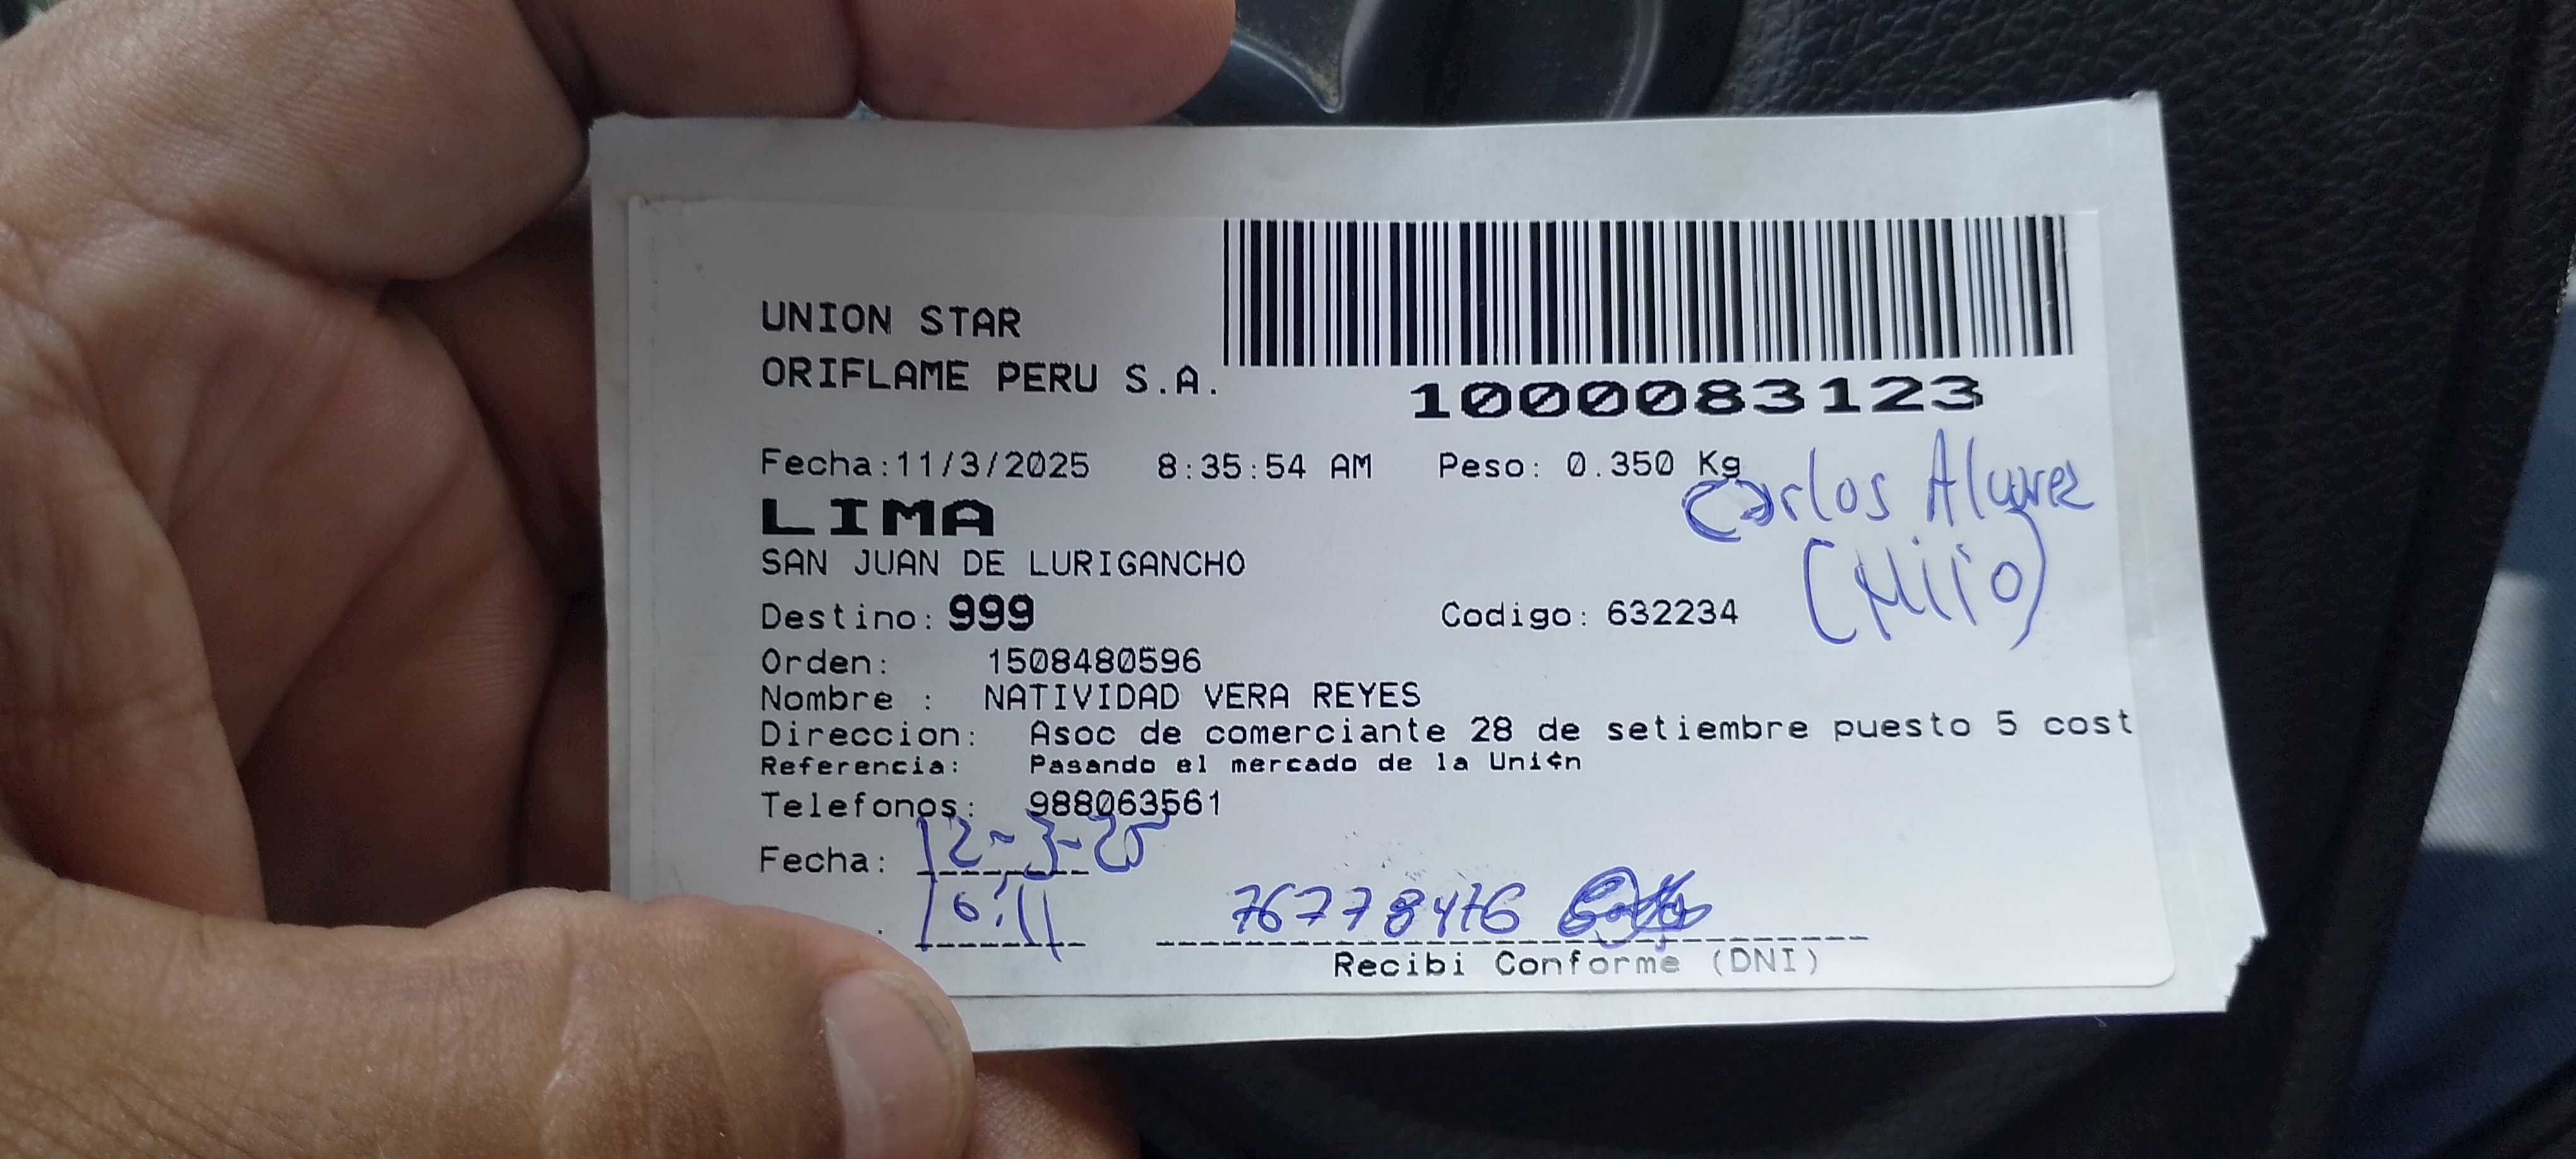 UNION STAR
ORIFLAME PERU S.A.
1000083123
Fecha:11/3/2025 8:35:54 AM Peso: 0.350 Kg
Carlos Alvarez
(Hijo)
LIMA
SAN JUAN DE LURIGANCHO
Destino: 999 Codigo: 632234
Orden: 1508480596
Nombre : NATIVIDAD VERA REYES
Direccion: Asoc de comerciante 28 de setiembre puesto 5 cost
Referencia: Pasando el mercado de la Uni¢n
Telefonos: 988063561
Fecha: 12-3-25
16:11 76778476
Recibi Conforme (DNI)